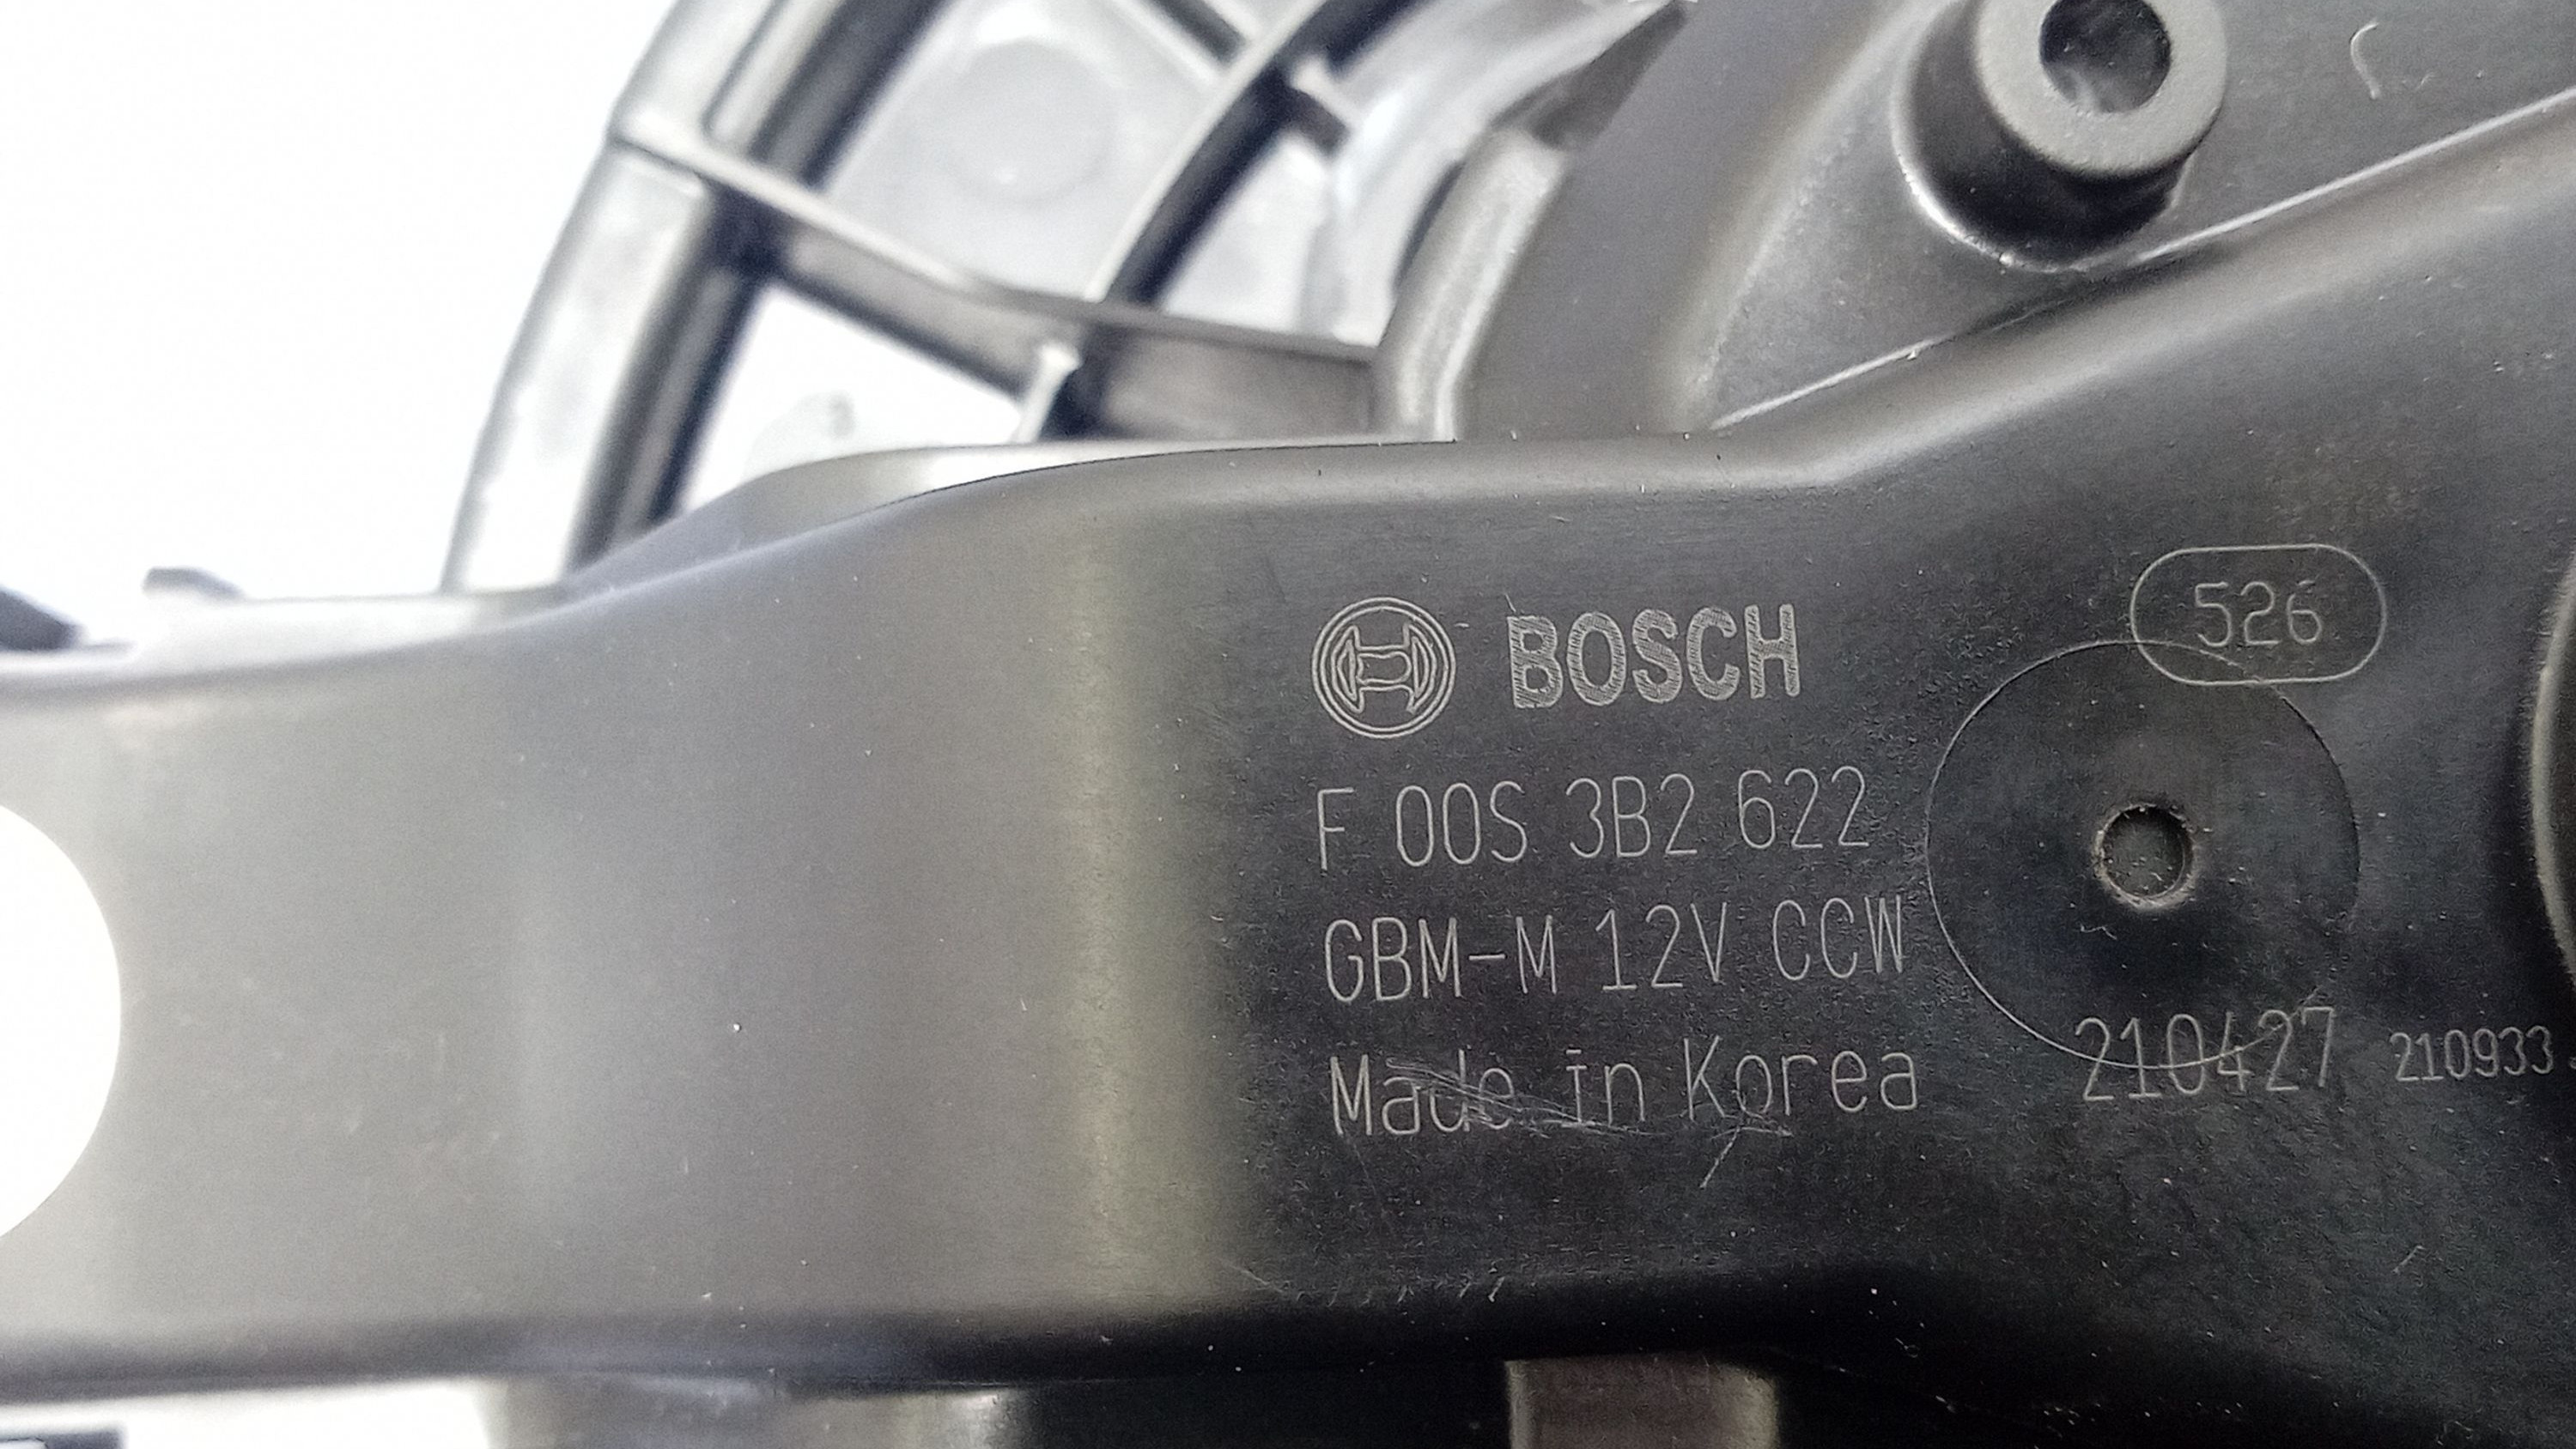 BOSCH 526
F 00S 3B2 622
GBM-M 12V CCW
Made in Korea 210427 210933